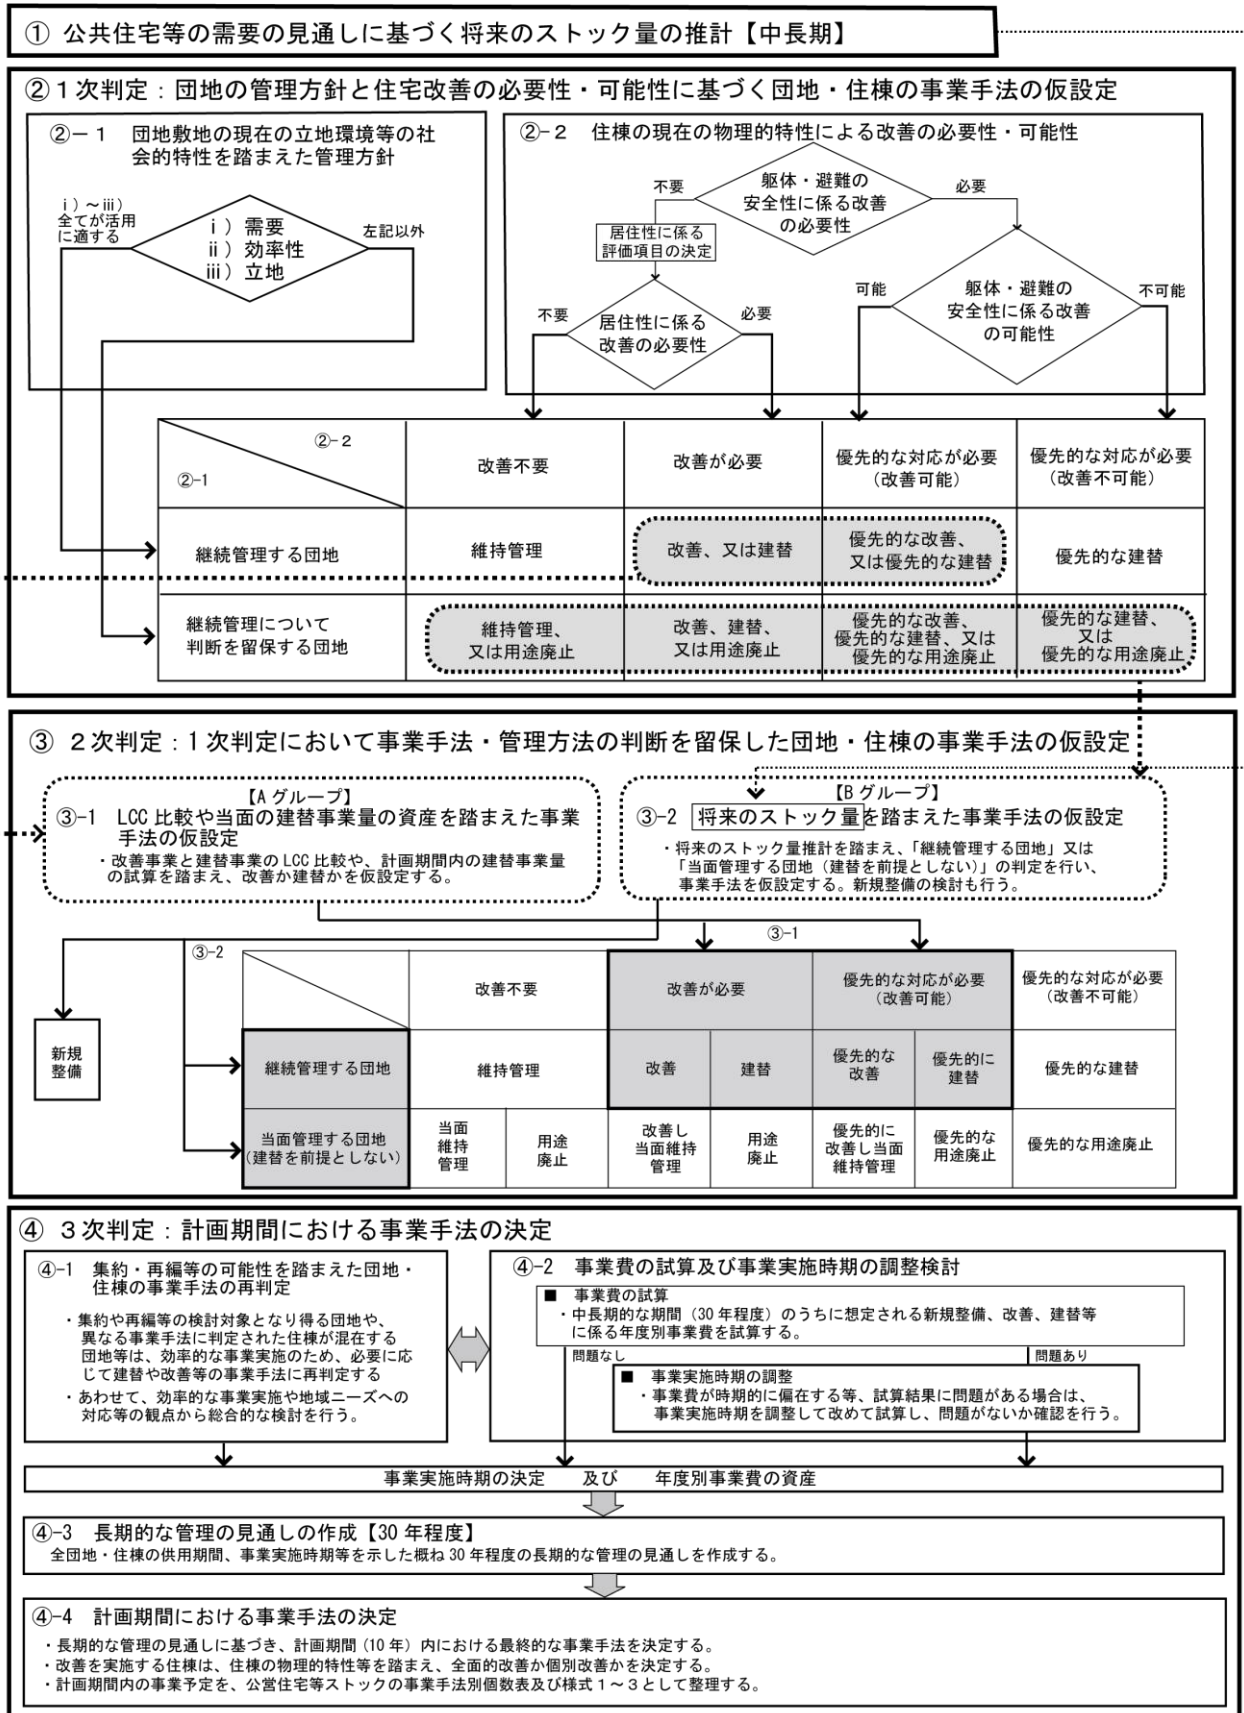 ① 公共住宅等の需要の見通しに基づく将来のストック量の推計【中長期】
②１次判定：団地の管理方針と住宅改善の必要性・可能性に基づく団地・住棟の事業手法の仮設定
②－１ 団地敷地の現在の立地環境等の社
会的特性を踏まえた管理方針
ⅰ）～ⅲ）
全てが活用
に適する
ⅰ）需要
ⅱ）効率性
ⅲ）立地
左記以外
②-２ 住棟の現在の物理的特性による改善の必要性・可能性
不要
躯体・避難の
安全性に係る改善
の必要性
必要
居住性に係る
評価項目の決定
不要
居住性に係る
改善の必要性
必要
可能
躯体・避難の
安全性に係る改善
の可能性
不可能
②-２
②-1
改善不要
改善が必要
優先的な対応が必要
（改善可能）
優先的な対応が必要
（改善不可能）
継続管理する団地
維持管理
改善、又は建替
優先的な改善、
又は優先的な建替
優先的な建替
継続管理について
判断を留保する団地
維持管理、
又は用途廃止
改善、建替、
又は用途廃止
優先的な改善、
優先的な建替、又は
優先的な用途廃止
優先的な建替、
又は
優先的な用途廃止
③ ２次判定：１次判定において事業手法・管理方法の判断を留保した団地・住棟の事業手法の仮設定
【A グループ】
③-1 LCC 比較や当面の建替事業量の資産を踏まえた事業
手法の仮設定
・改善事業と建替事業の LCC 比較や、計画期間内の建替事業量
の試算を踏まえ、改善か建替かを仮設定する。
【B グループ】
③-2 将来のストック量を踏まえた事業手法の仮設定
・将来のストック量推計を踏まえ、「継続管理する団地」又は
「当面管理する団地（建替を前提としない）」の判定を行い、
事業手法を仮設定する。新規整備の検討も行う。
③-2
③-1
改善不要
改善が必要
優先的な対応が必要
（改善可能）
優先的な対応が必要
（改善不可能）
新規
整備
継続管理する団地
維持管理
改善
建替
優先的な
改善
優先的に
建替
優先的な建替
当面管理する団地
（建替を前提としない）
当面
維持
管理
用途
廃止
改善し
当面維持
管理
用途
廃止
優先的に
改善し当面
維持管理
優先的な
用途廃止
優先的な用途廃止
④ ３次判定：計画期間における事業手法の決定
④-1 集約・再編等の可能性を踏まえた団地・
住棟の事業手法の再判定
・集約や再編等の検討対象となり得る団地や、
異なる事業手法に判定された住棟が混在する
団地等は、効率的な事業実施のため、必要に応
じて建替や改善等の事業手法に再判定する
・あわせて、効率的な事業実施や地域ニーズへの
対応等の観点から総合的な検討を行う。
④-2 事業費の試算及び事業実施時期の調整検討
■ 事業費の試算
・中長期的な期間（30 年程度）のうちに想定される新規整備、改善、建替等
に係る年度別事業費を試算する。
問題なし
問題あり
■ 事業実施時期の調整
・事業費が時期的に偏在する等、試算結果に問題がある場合は、
事業実施時期を調整して改めて試算し、問題がないか確認を行う。
事業実施時期の決定 及び 年度別事業費の資産
④-3 長期的な管理の見通しの作成【30 年程度】
全団地・住棟の供用期間、事業実施時期等を示した概ね 30 年程度の長期的な管理の見通しを作成する。
④-4 計画期間における事業手法の決定
・長期的な管理の見通しに基づき、計画期間（10 年）内における最終的な事業手法を決定する。
・改善を実施する住棟は、住棟の物理的特性等を踏まえ、全面的改善か個別改善かを決定する。
・計画期間内の事業予定を、公営住宅等ストックの事業手法別個数表及び様式１～３として整理する。